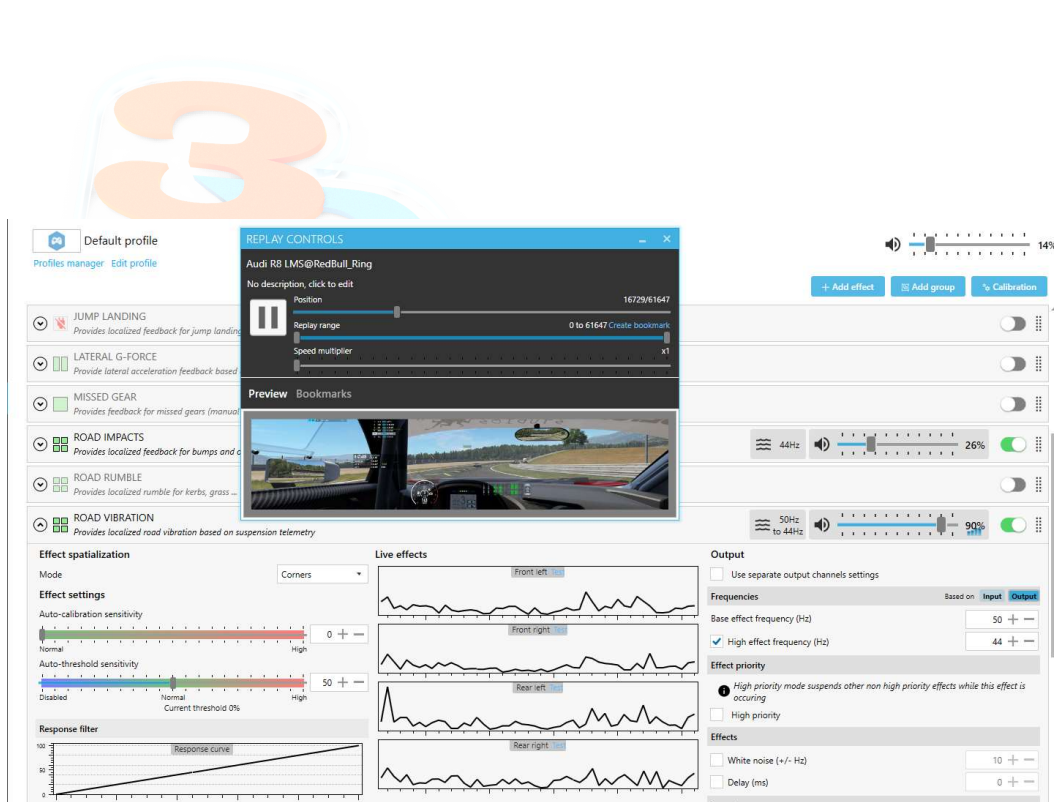 3
Default profile
Profiles manager Edit profile
14%
+ Add effect Add group Calibration
REPLAY CONTROLS
Audi R8 LMS@RedBull_Ring
No description, click to edit
Position 16729/61647
Replay range 0 to 61647 Create bookmark
Speed multiplier x1
Preview Bookmarks
JUMP LANDING
Provides localized feedback for jump landing
LATERAL G-FORCE
Provide lateral acceleration feedback based
MISSED GEAR
Provides feedback for missed gears (manual
ROAD IMPACTS
Provides localized feedback for bumps and
44Hz 26%
ROAD RUMBLE
Provides localized rumble for kerbs, grass ...
ROAD VIBRATION
Provides localized road vibration based on suspension telemetry
50Hz
to 44Hz
90%
Effect spatialization
Mode Corners
Effect settings
Auto-calibration sensitivity
0 + −
Normal High
Auto-threshold sensitivity
50 + −
Disabled Normal High
Current threshold 0%
Response filter
Response curve
100
50
0
Live effects
Front left Test
Front right Test
Rear left Test
Rear right Test
Output
Use separate output channels settings
Frequencies Based on Input Output
Base effect frequency (Hz) 50 + −
High effect frequency (Hz) 44 + −
Effect priority
High priority mode suspends other non high priority effects while this effect is
occuring
High priority
Effects
White noise (+/- Hz) 10 + −
Delay (ms) 0 + −